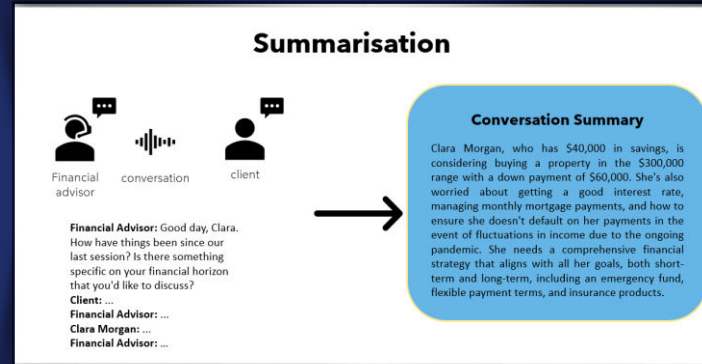 Summarisation
Financial
advisor
conversation
client
Financial Advisor: Good day, Clara.
How have things been since our
last session? Is there something
specific on your financial horizon
that you'd like to discuss?
Client: ...
Financial Advisor: ...
Clara Morgan: ...
Financial Advisor: ...
Conversation Summary
Clara Morgan, who has $40,000 in savings, is
considering buying a property in the $300,000
range with a down payment of $60,000. She's also
worried about getting a good interest rate,
managing monthly mortgage payments, and how to
ensure she doesn't default on her payments in the
event of fluctuations in income due to the ongoing
pandemic. She needs a comprehensive financial
strategy that aligns with all her goals, both short-
term and long-term, including an emergency fund,
flexible payment terms, and insurance products.